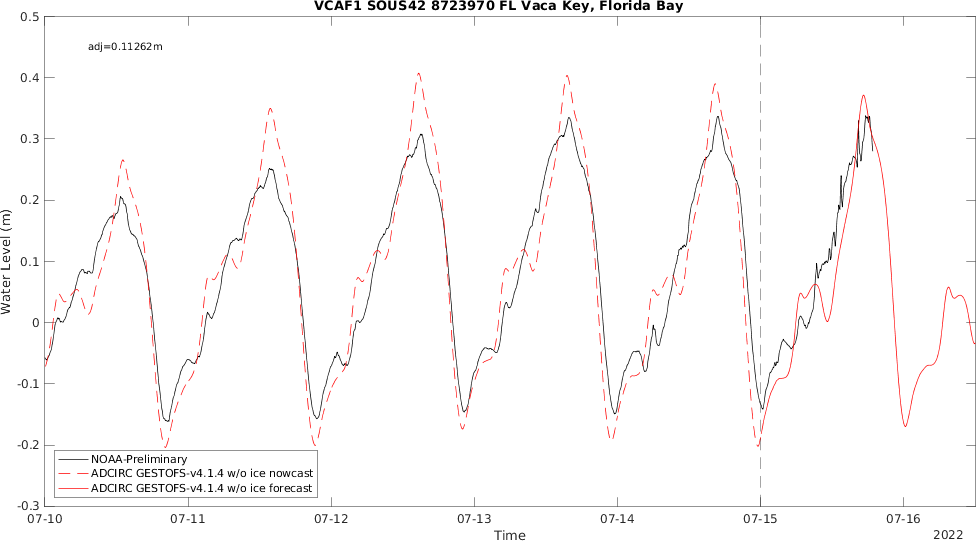 VCAF1 SOUS42 8723970 FL Vaca Key, Florida Bay
adj=0.11262m
0.5
0.4
0.3
0.2
0.1
0
-0.1
-0.2
-0.3
Water Level (m)
NOAA-Preliminary
ADCIRC GESTOFS-v4.1.4 w/o ice nowcast
ADCIRC GESTOFS-v4.1.4 w/o ice forecast
07-10 07-11 07-12 07-13 07-14 07-15 07-16
Time
2022